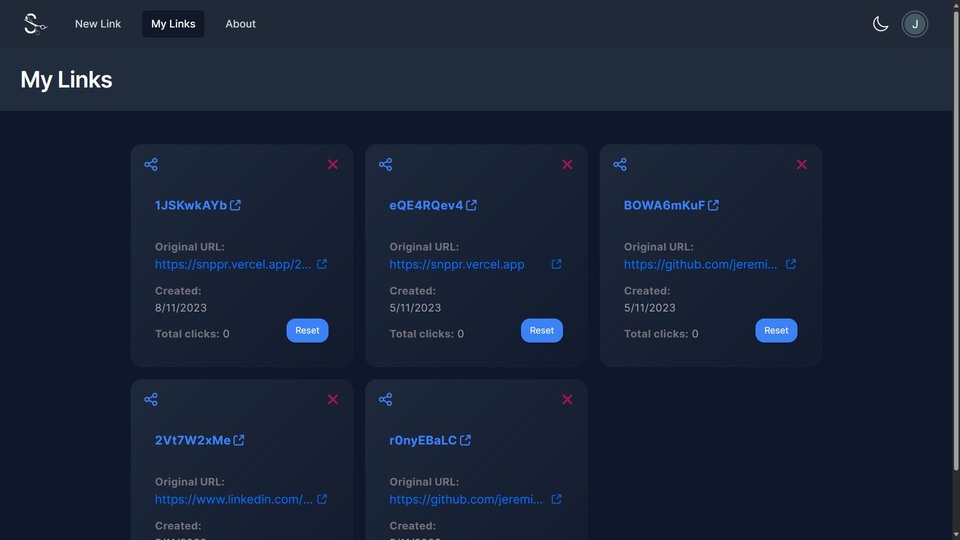 New Link
My Links
About
J
My Links
1JSKwkAYb
Original URL:
https://snppr.vercel.app/2...
Created:
8/11/2023
Total clicks: 0
Reset
eQE4RQev4
Original URL:
https://snppr.vercel.app
Created:
5/11/2023
Total clicks: 0
Reset
BOWA6mKuF
Original URL:
https://github.com/jeremi...
Created:
5/11/2023
Total clicks: 0
Reset
2Vt7W2xMe
Original URL:
https://www.linkedin.com/...
Created:
r0nyEBaLC
Original URL:
https://github.com/jeremi...
Created: